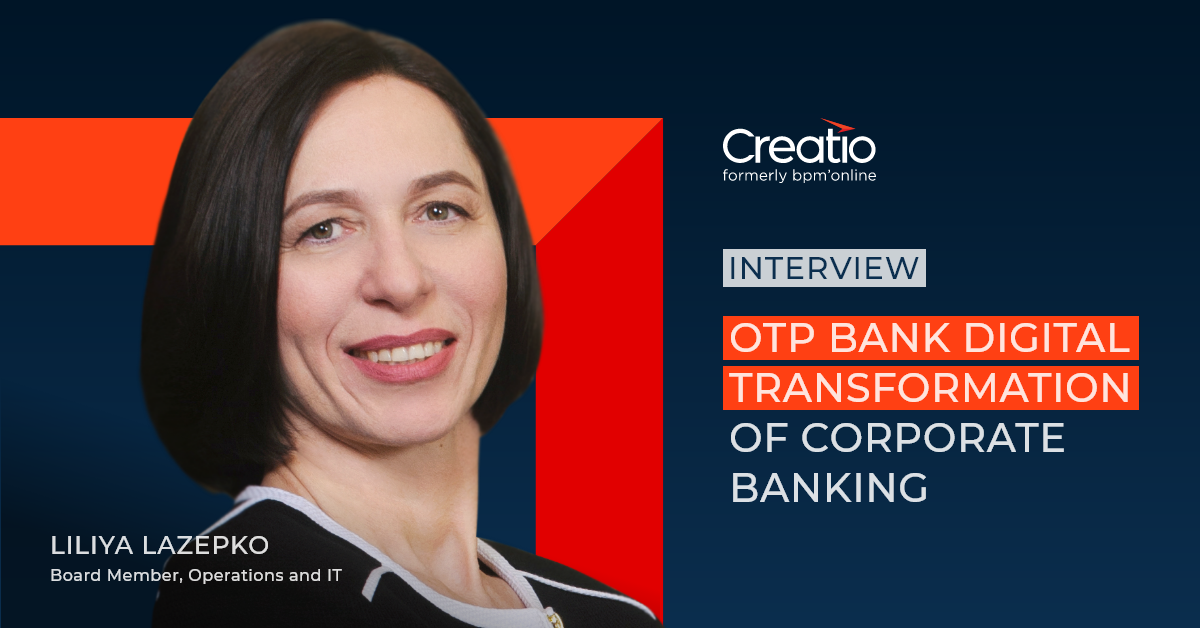 Creatio
formerly bpm'online
INTERVIEW
OTP BANK DIGITAL
TRANSFORMATION
OF CORPORATE
BANKING
LILIYA LAZEPKO
Board Member, Operations and IT